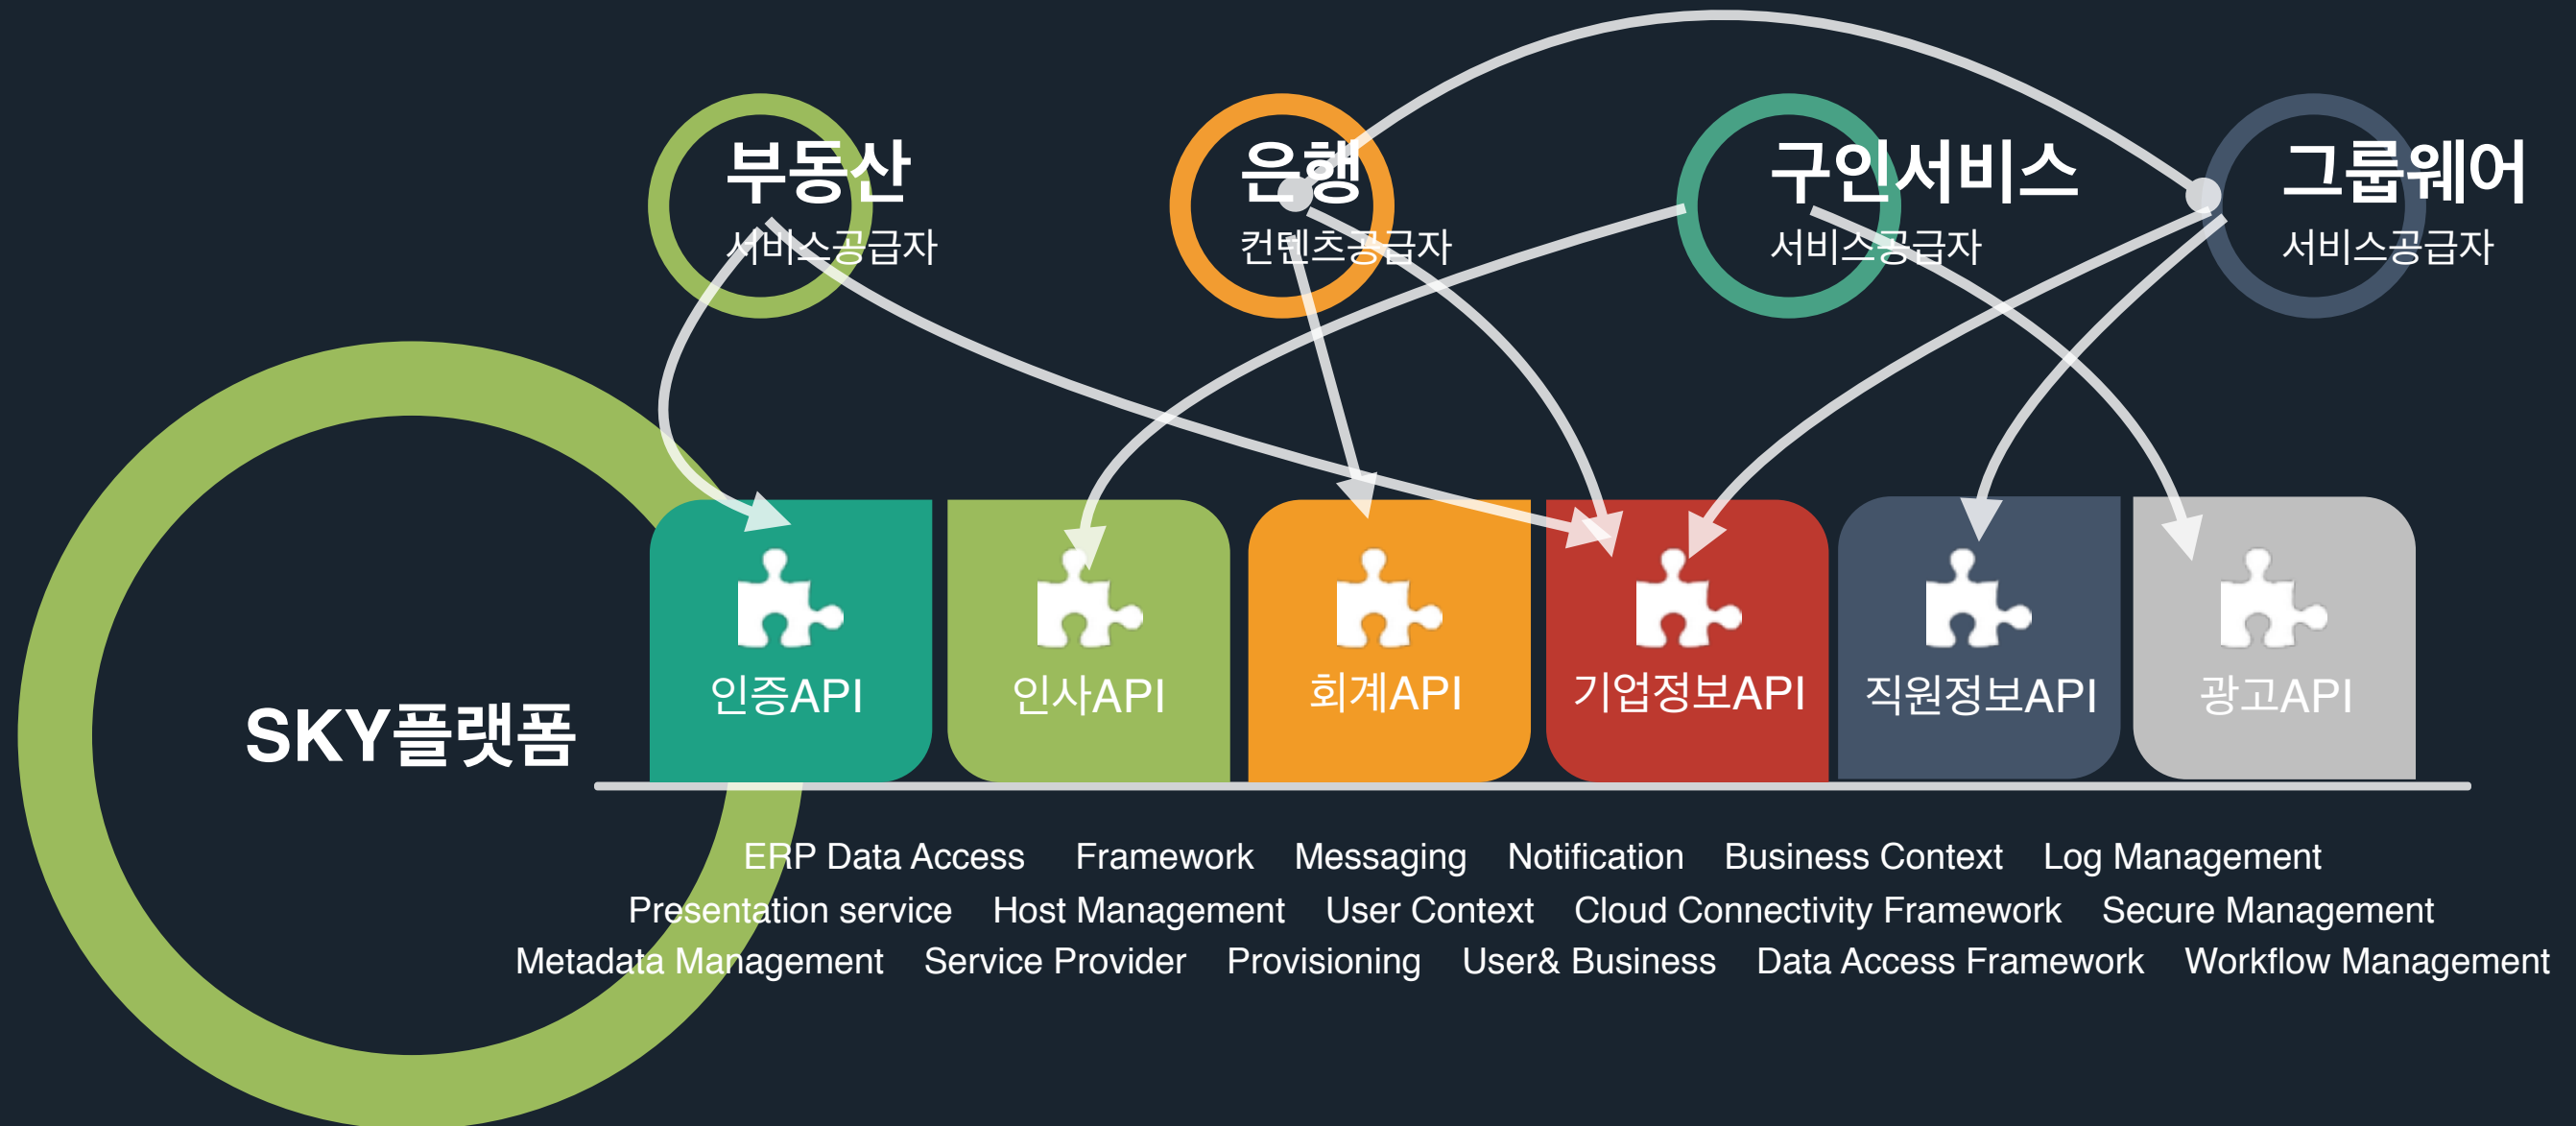 부동산
서비스공급자
은행
컨텐츠공급자
구인서비스
서비스공급자
그룹웨어
서비스공급자
SKY플랫폼
인증API
인사API
회계API
기업정보API
직원정보API
광고API
ERP Data Access Framework Messaging Notification Business Context Log Management
Presentation service Host Management User Context Cloud Connectivity Framework Secure Management
Metadata Management Service Provider Provisioning User& Business Data Access Framework Workflow Management